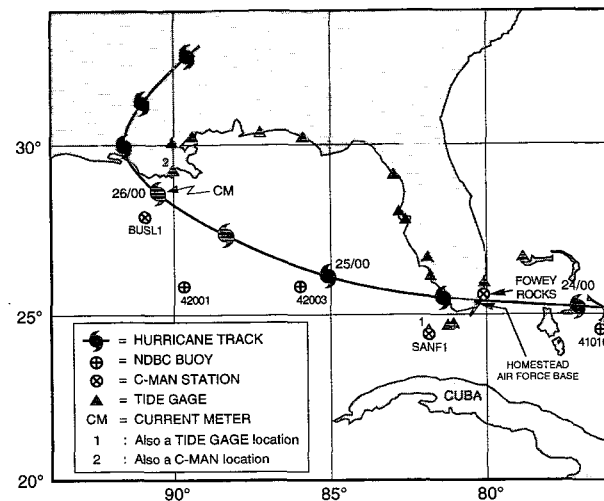 30°
25°
20°
90°
85°
80°
2
26/00
CM
BUSL1
25/00
24/00
FOWEY
ROCKS
42001
42003
1
SANF1
41016
HOMESTEAD
AIR FORCE BASE
CUBA
= HURRICANE TRACK
= NDBC BUOY
= C-MAN STATION
= TIDE GAGE
CM = CURRENT METER
1 : Also a TIDE GAGE location
2 : Also a C-MAN location